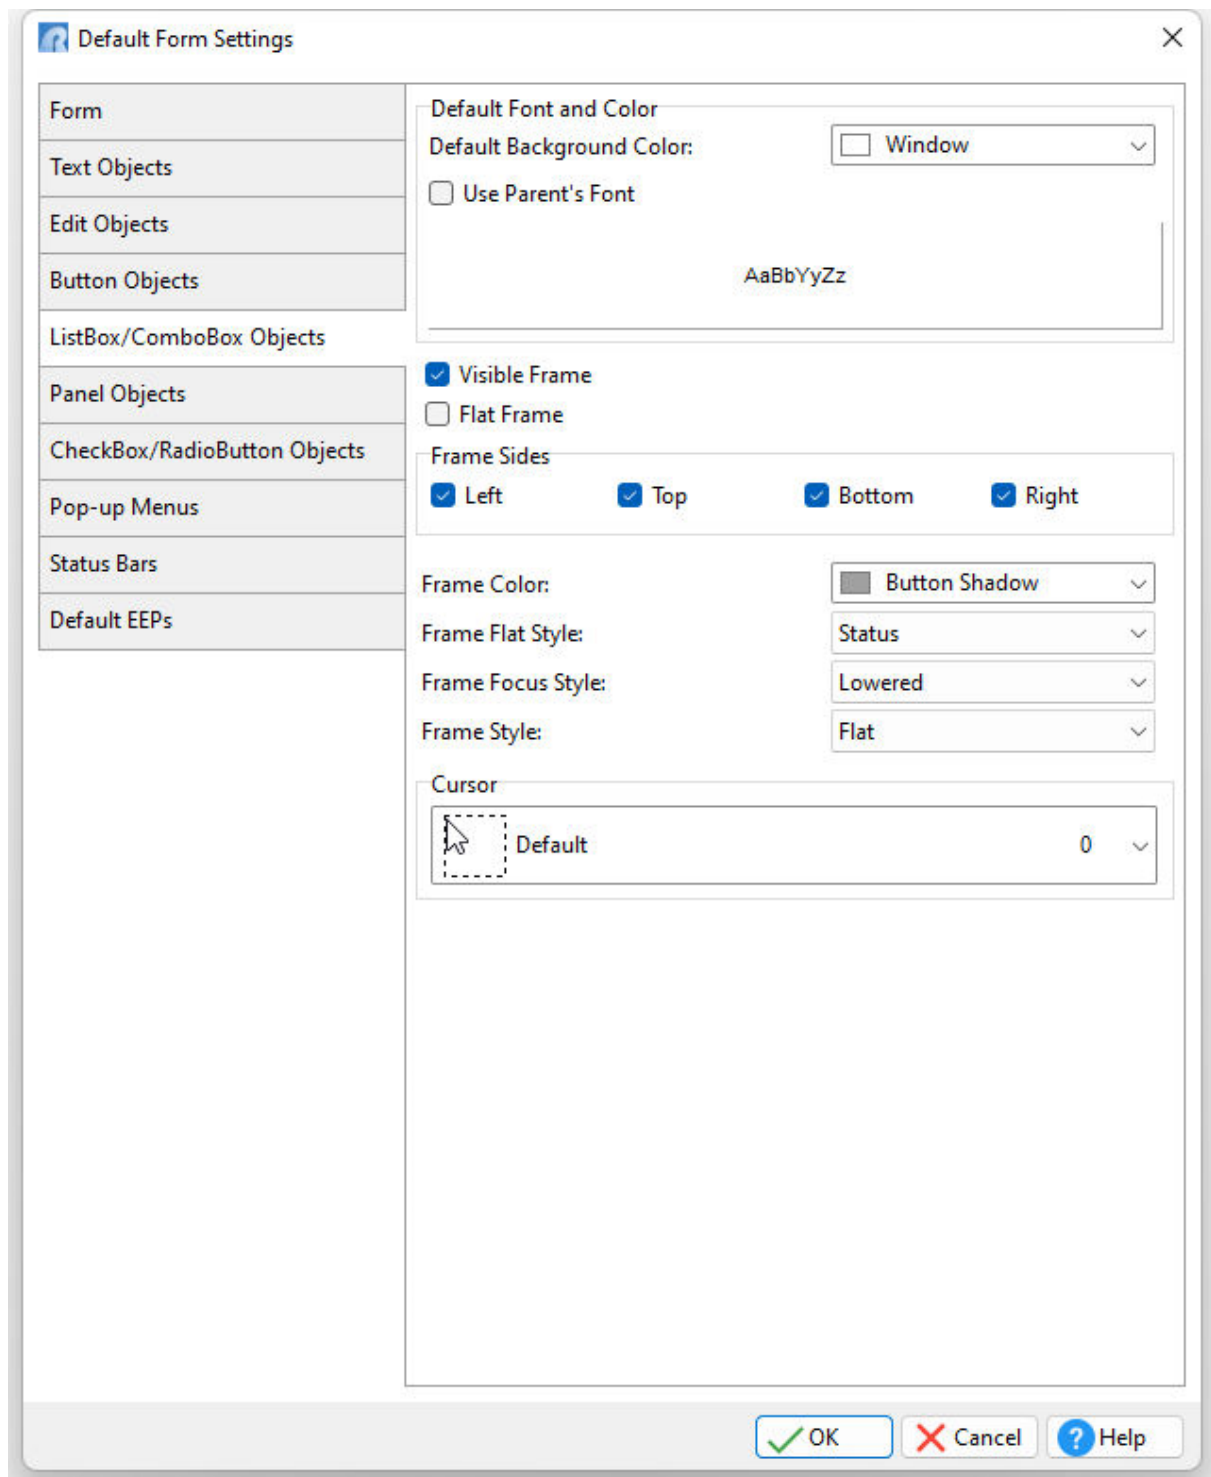 Default Form Settings
Form
Text Objects
Edit Objects
Button Objects
ListBox/ComboBox Objects
Panel Objects
CheckBox/RadioButton Objects
Pop-up Menus
Status Bars
Default EEPs
Default Font and Color
Default Background Color: Window
Use Parent's Font
AaBbYyZz
Visible Frame
Flat Frame
Frame Sides
Left Top Bottom Right
Frame Color: Button Shadow
Frame Flat Style: Status
Frame Focus Style: Lowered
Frame Style: Flat
Cursor
Default 0
OK Cancel Help